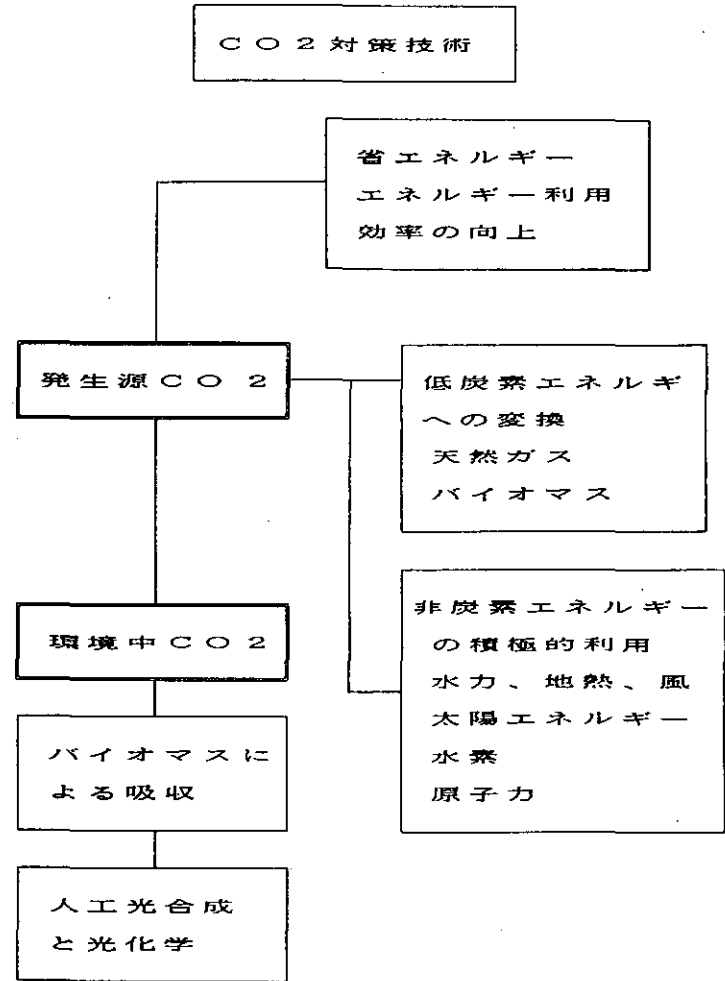 CO2対策技術
省エネルギー
エネルギー利用
効率の向上
発生源CO2
低炭素エネルギ
への変換
天然ガス
バイオマス
非炭素エネルギー
の積極的利用
水力、地熱、風
太陽エネルギー
水素
原子力
環境中CO2
バイオマスに
よる吸収
人工光合成
と光化学